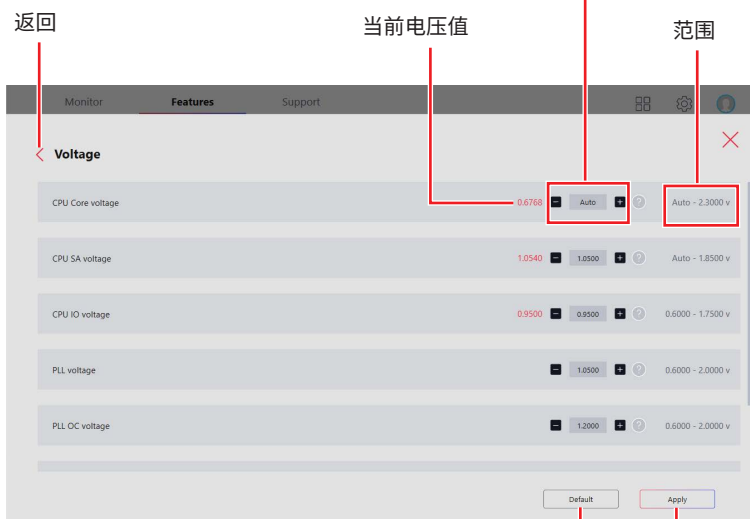 返回
当前电压值
范围
Monitor Features Support
Voltage
CPU Core voltage 0.6768 - Auto + ? Auto - 2.3000 v
CPU SA voltage 1.0540 - 1.0500 + ? Auto - 1.8500 v
CPU IO voltage 0.9500 - 0.9500 + ? 0.6000 - 1.7500 v
PLL voltage - 1.0500 + ? 0.6000 - 2.0000 v
PLL OC voltage - 1.2000 + ? 0.6000 - 2.0000 v
Default Apply